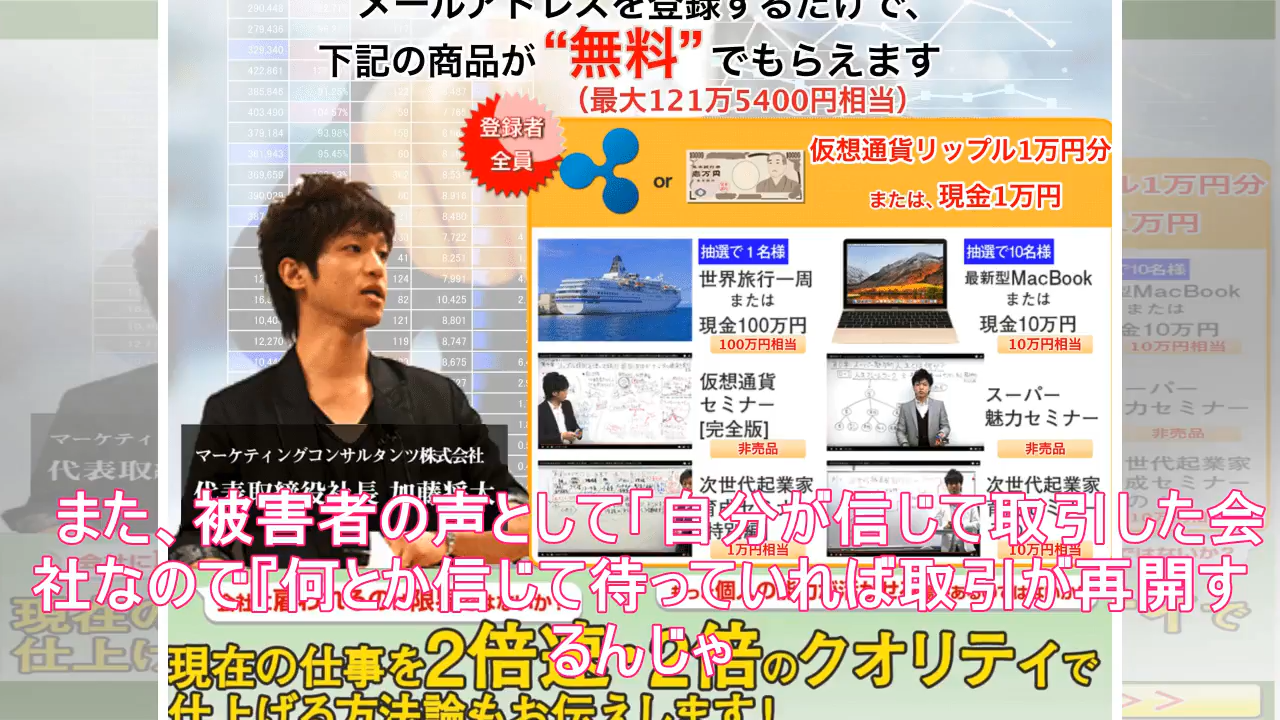 メールアドレスを登録するだけで、
下記の商品が“無料”でもらえます
（最大121万5400円相当）
登録者
全員
or
仮想通貨リップル1万円分
または、現金1万円
抽選で１名様
世界旅行一周
または
現金100万円
100万円相当
抽選で10名様
最新型MacBook
または
現金10万円
10万円相当
仮想通貨
セミナー
[完全版]
非売品
スーパー
魅力セミナー
非売品
マーケティングコンサルタンツ株式会社
代表取締役社長 加藤将太
次世代起業家
1万円相当
次世代起業家
10万円相当
また、被害者の声として「自分が信じて取引した会
社なので『何とか信じて待っていれば取引が再開す
るんじゃ
現在の仕事を2倍速・2倍のクオリティで
仕上げる方法論もお伝えします！